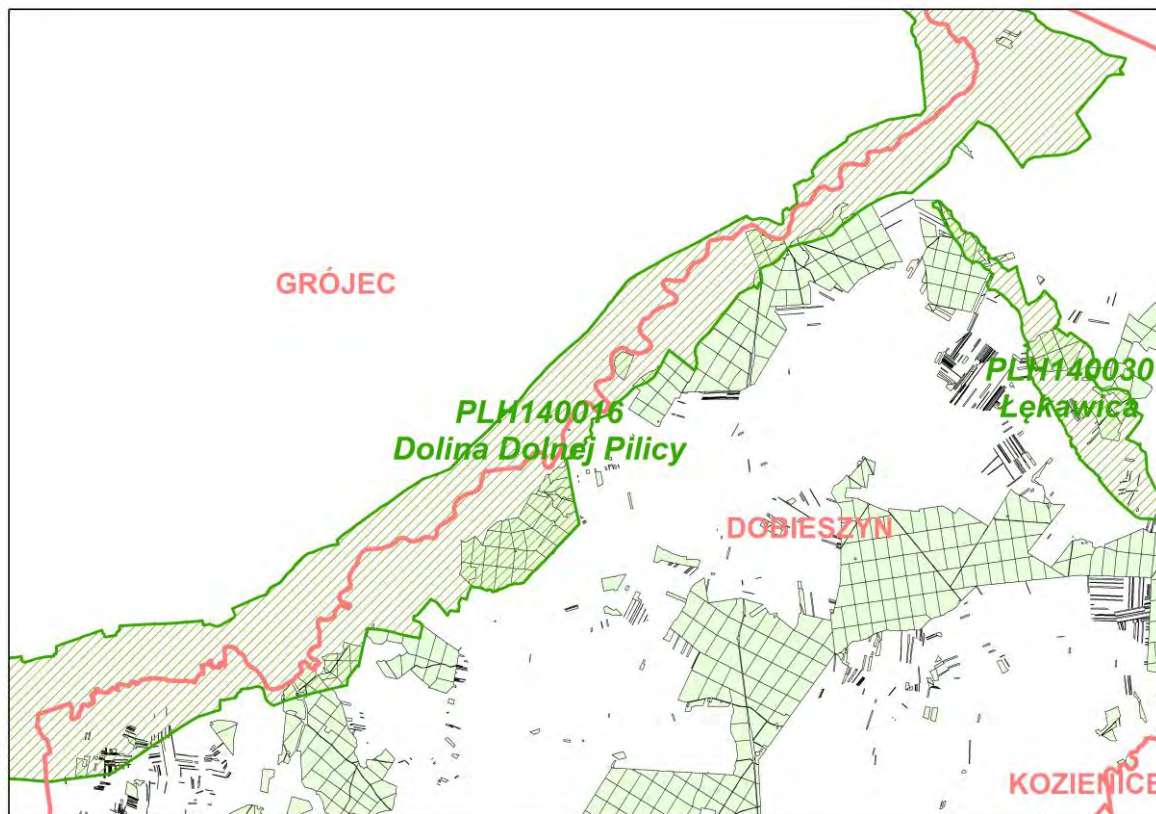 GRÓJEC
PLH140030
Łękawica
PLH140016
Dolina Dolnej Pilicy
DOBIESZYN
KOZIENICE